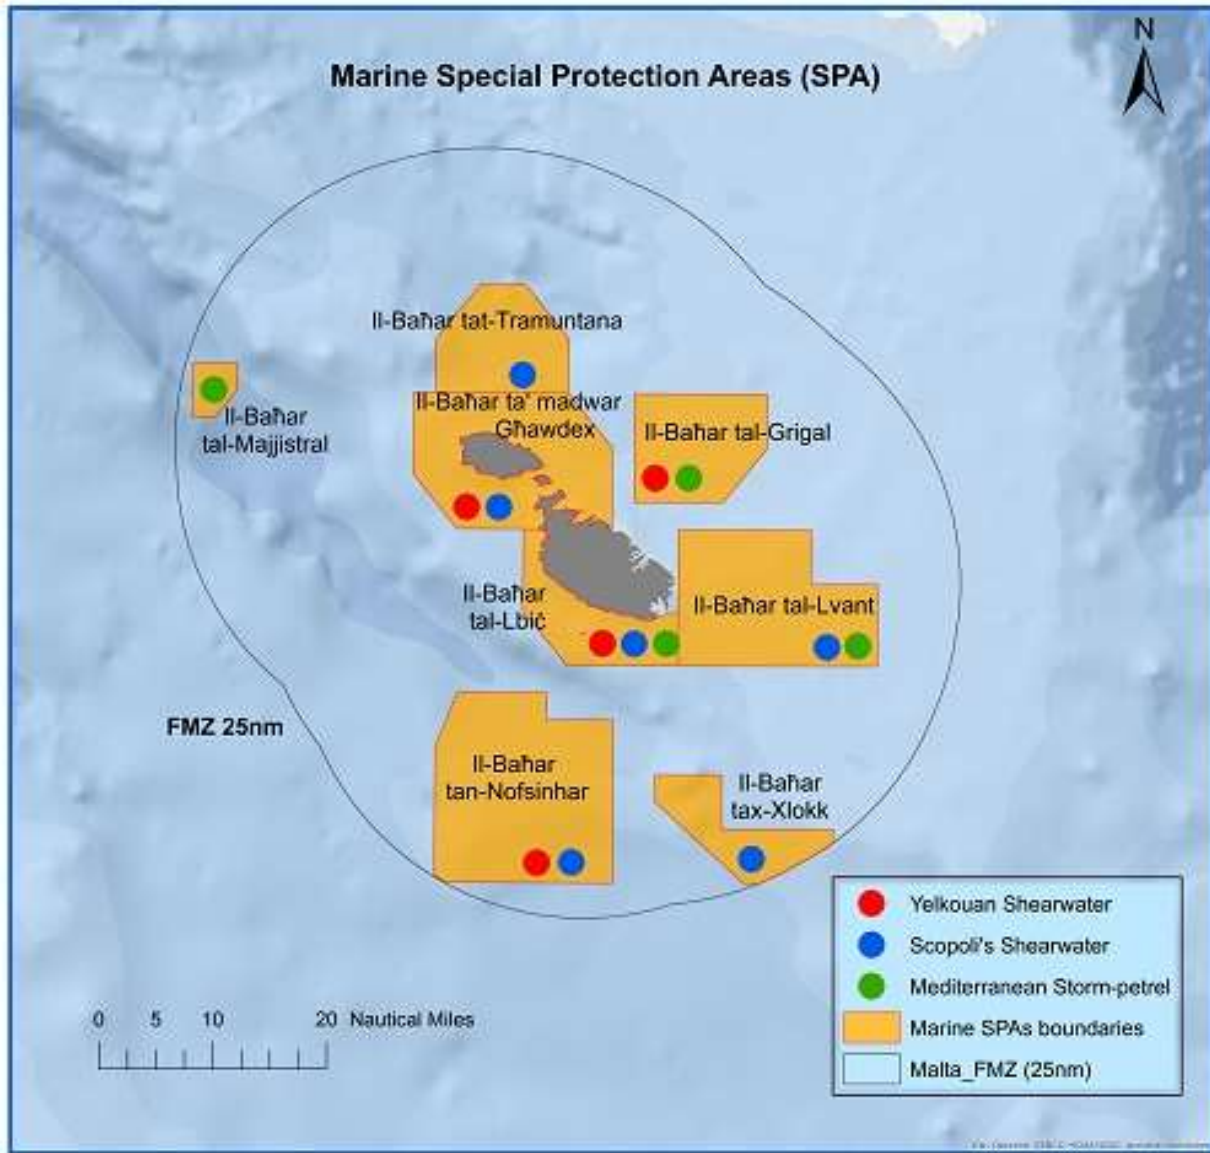 N
Marine Special Protection Areas (SPA)
Il-Baħar tat-Tramuntana
Il-Baħar ta' madwar
Għawdex
Il-Baħar
tal-Majjistral
Il-Baħar tal-Grigal
Il-Baħar
tal-Lbiċ
Il-Baħar tal-Lvant
FMZ 25nm
Il-Baħar
tan-Nofsinhar
Il-Baħar
tax-Xlokk
Yelkouan Shearwater
Scopoli's Shearwater
Mediterranean Storm-petrel
Marine SPAs boundaries
Malta_FMZ (25nm)
0 5 10 20 Nautical Miles